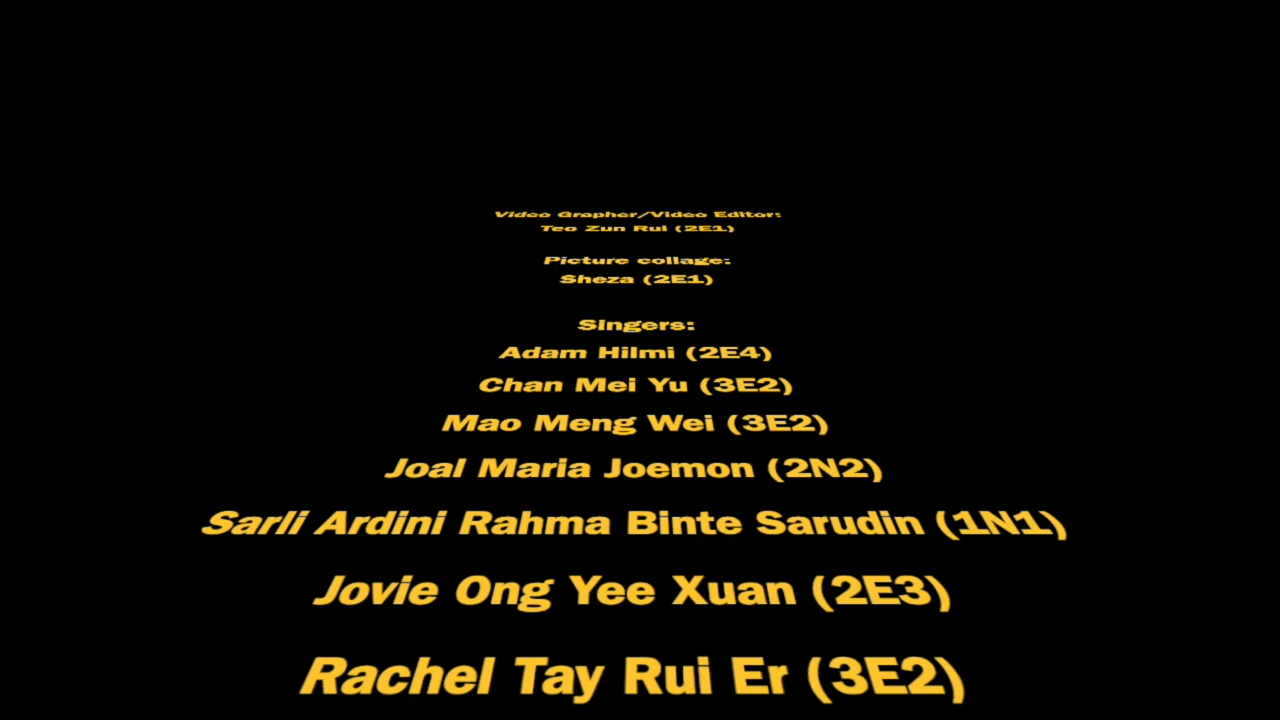 Video Grapher/Video Editor:
Teo Zun Rui (2E1)
Picture collage:
Sheza (2E1)
Singers:
Adam Hilmi (2E4)
Chan Mei Yu (3E2)
Mao Meng Wei (3E2)
Joal Maria Joemon (2N2)
Sarli Ardini Rahma Binte Sarudin (1N1)
Jovie Ong Yee Xuan (2E3)
Rachel Tay Rui Er (3E2)